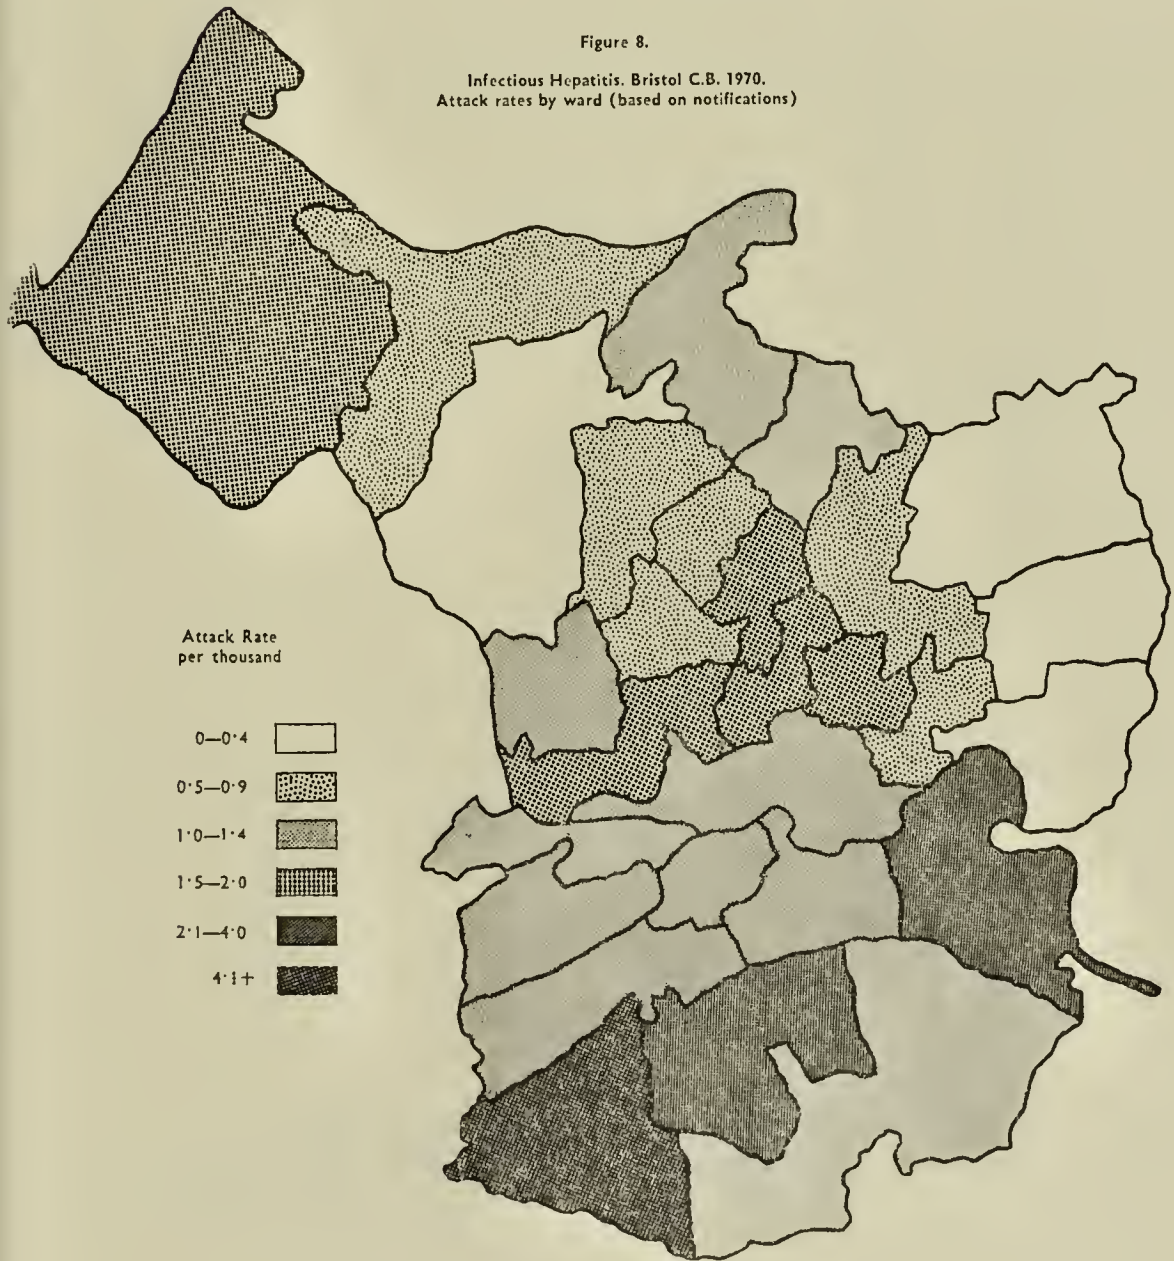 Figure 8.
Infectious Hepatitis. Bristol C.B. 1970.
Attack rates by ward (based on notifications)
Attack Rate
per thousand
0—0·4
0·5—0·9
1·0—1·4
1·5—2·0
2·1—4·0
4·1+